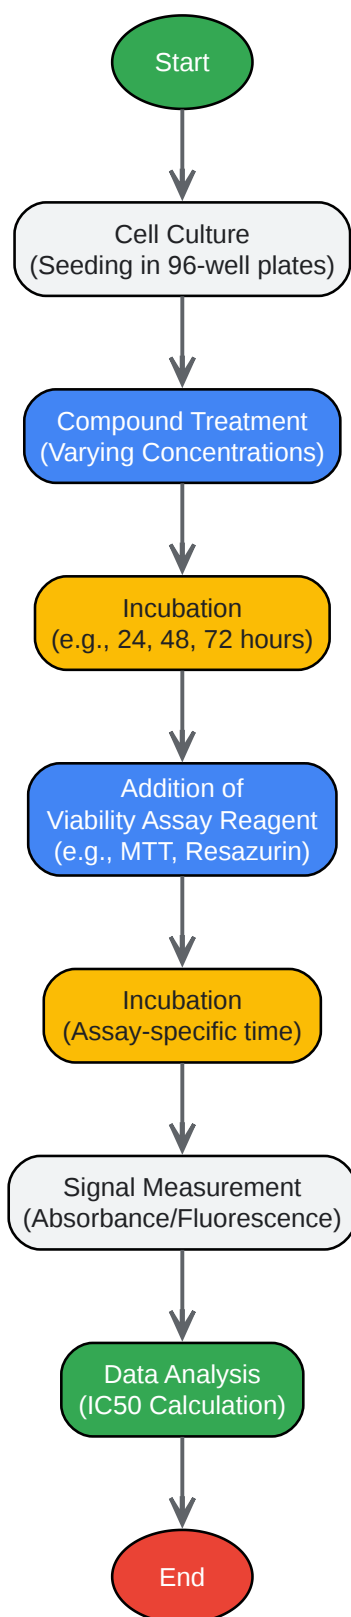 Start
Cell Culture
(Seeding in 96-well plates)
Compound Treatment
(Varying Concentrations)
Incubation
(e.g., 24, 48, 72 hours)
Addition of
Viability Assay Reagent
(e.g., MTT, Resazurin)
Incubation
(Assay-specific time)
Signal Measurement
(Absorbance/Fluorescence)
Data Analysis
(IC50 Calculation)
End